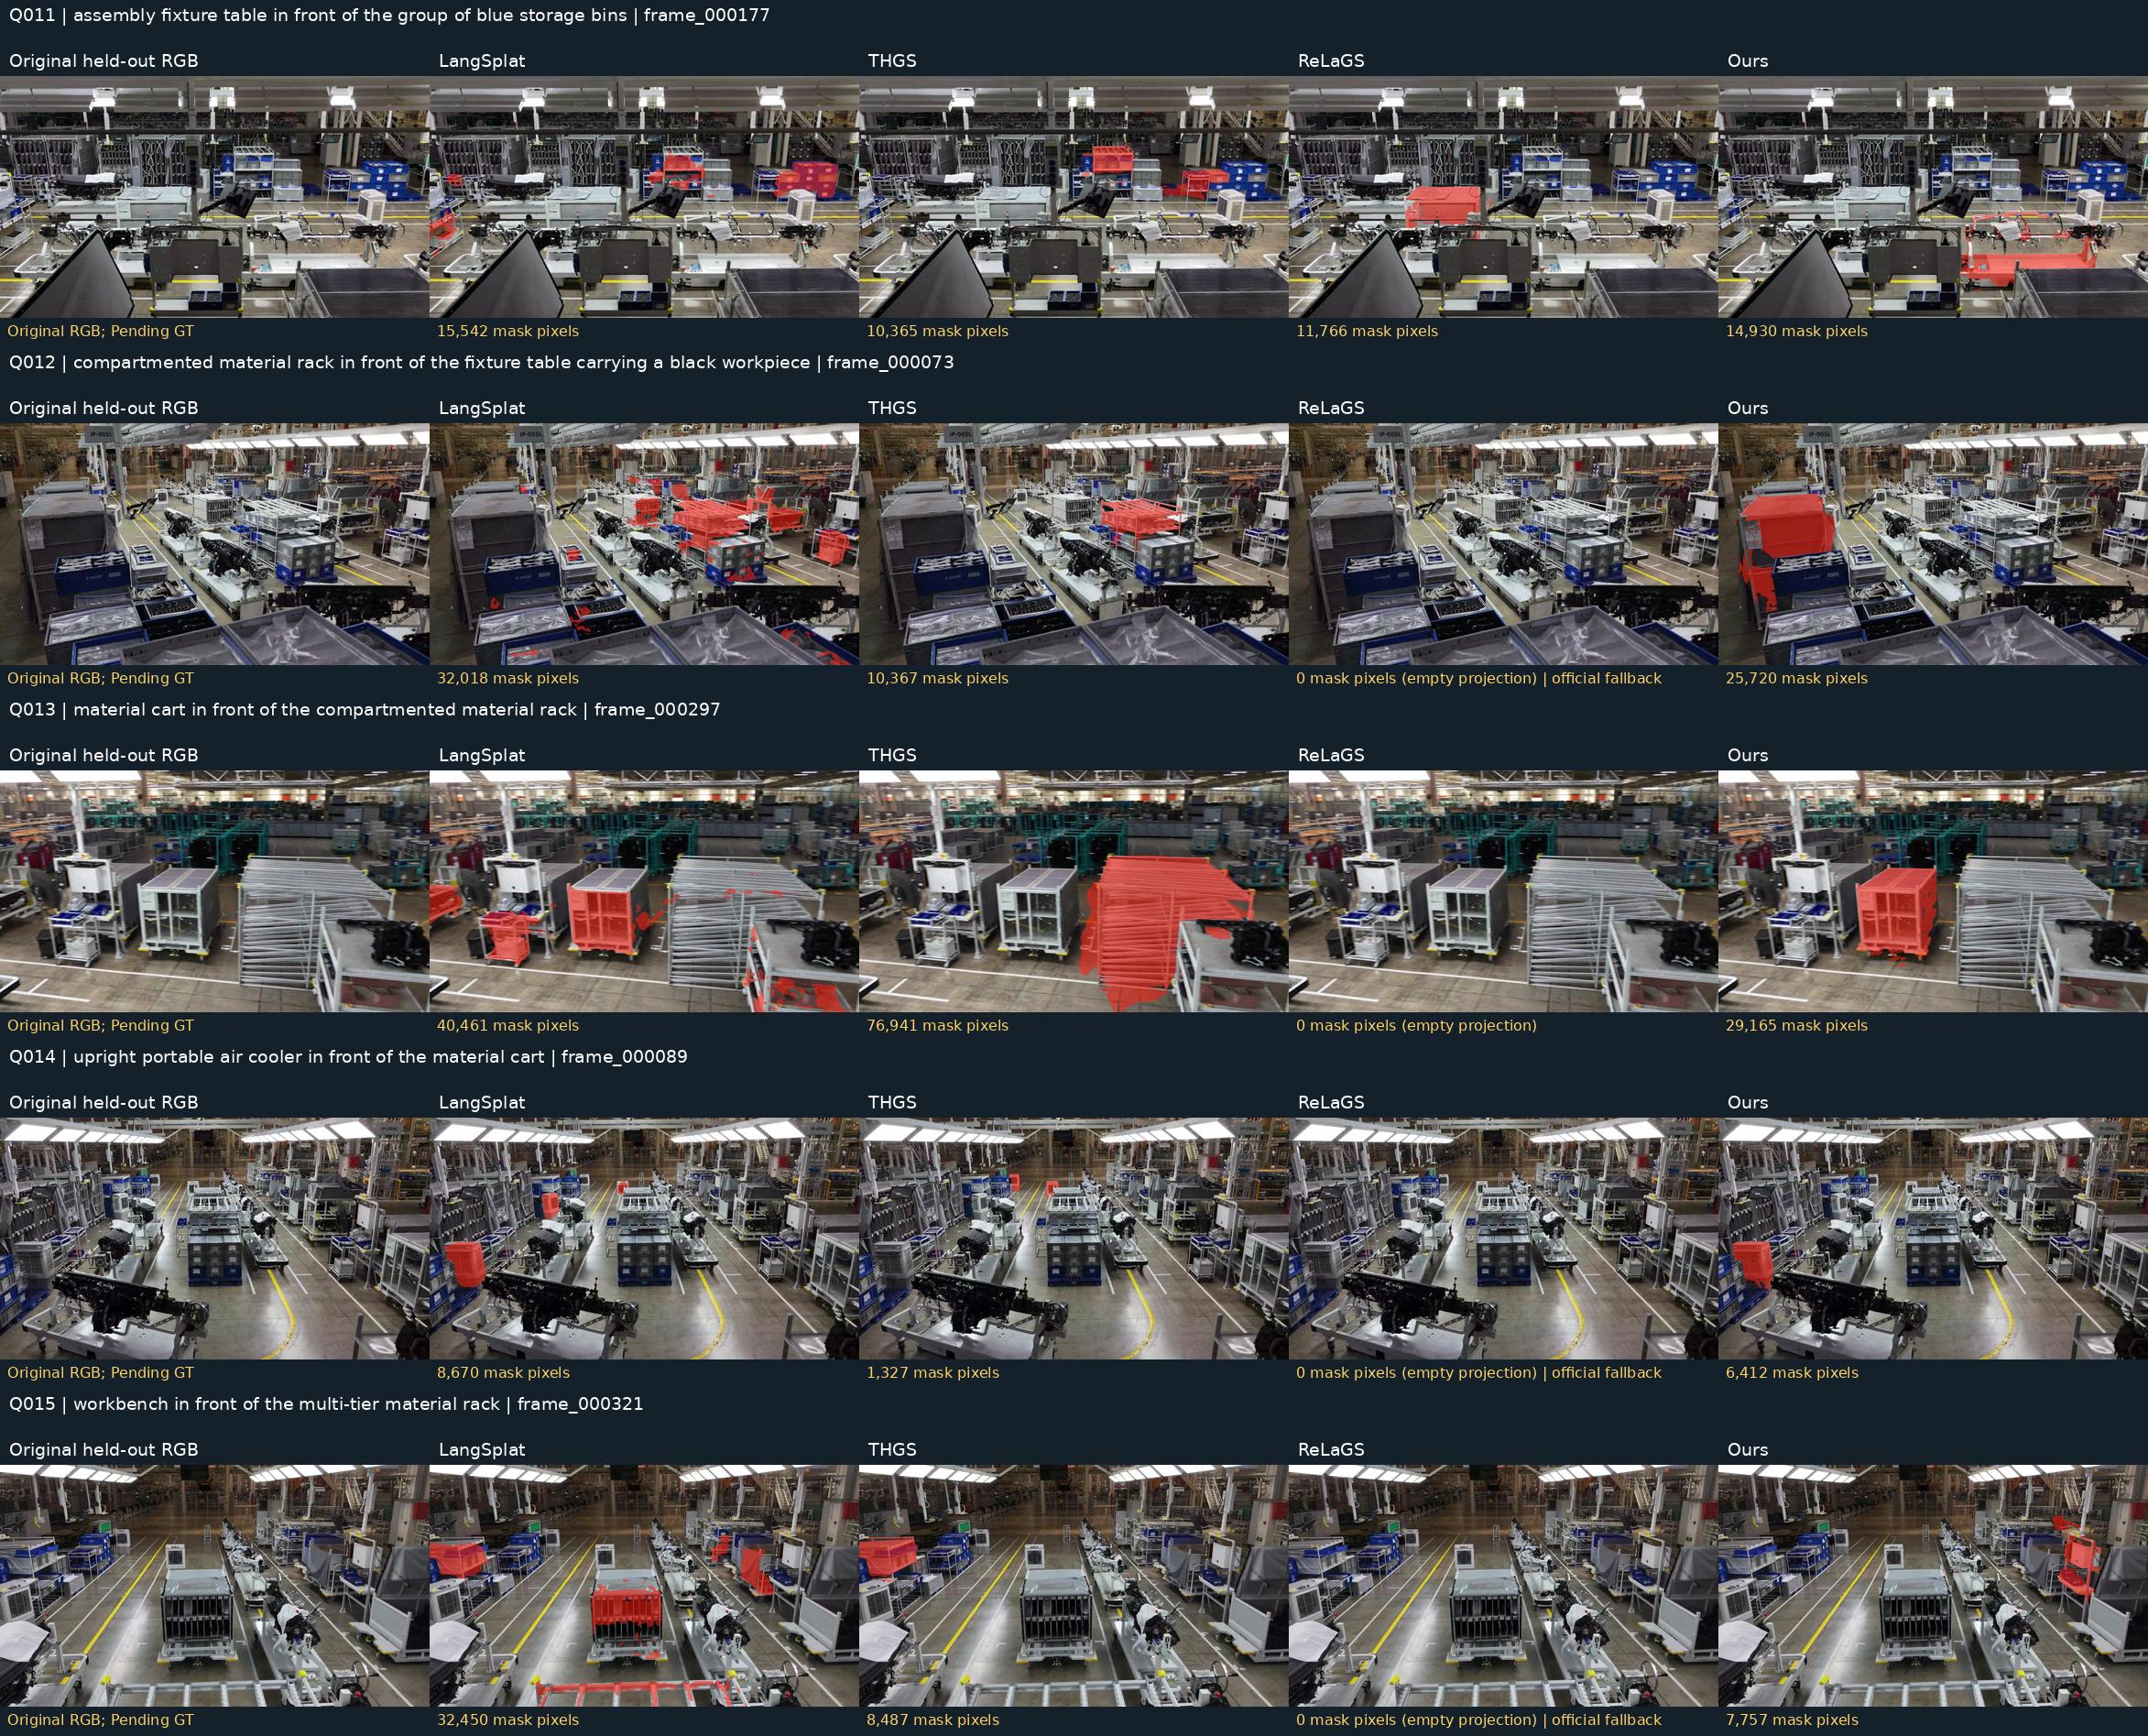 Q011 | assembly fixture table in front of the group of blue storage bins | frame_000177
Original held-out RGB LangSplat THGS ReLaGS Ours
Original RGB; Pending GT 15,542 mask pixels 10,365 mask pixels 11,766 mask pixels 14,930 mask pixels
Q012 | compartmented material rack in front of the fixture table carrying a black workpiece | frame_000073
Original held-out RGB LangSplat THGS ReLaGS Ours
Original RGB; Pending GT 32,018 mask pixels 10,367 mask pixels 0 mask pixels (empty projection) | official fallback 25,720 mask pixels
Q013 | material cart in front of the compartmented material rack | frame_000297
Original held-out RGB LangSplat THGS ReLaGS Ours
Original RGB; Pending GT 40,461 mask pixels 76,941 mask pixels 0 mask pixels (empty projection) 29,165 mask pixels
Q014 | upright portable air cooler in front of the material cart | frame_000089
Original held-out RGB LangSplat THGS ReLaGS Ours
Original RGB; Pending GT 8,670 mask pixels 1,327 mask pixels 0 mask pixels (empty projection) | official fallback 6,412 mask pixels
Q015 | workbench in front of the multi-tier material rack | frame_000321
Original held-out RGB LangSplat THGS ReLaGS Ours
Original RGB; Pending GT 32,450 mask pixels 8,487 mask pixels 0 mask pixels (empty projection) | official fallback 7,757 mask pixels